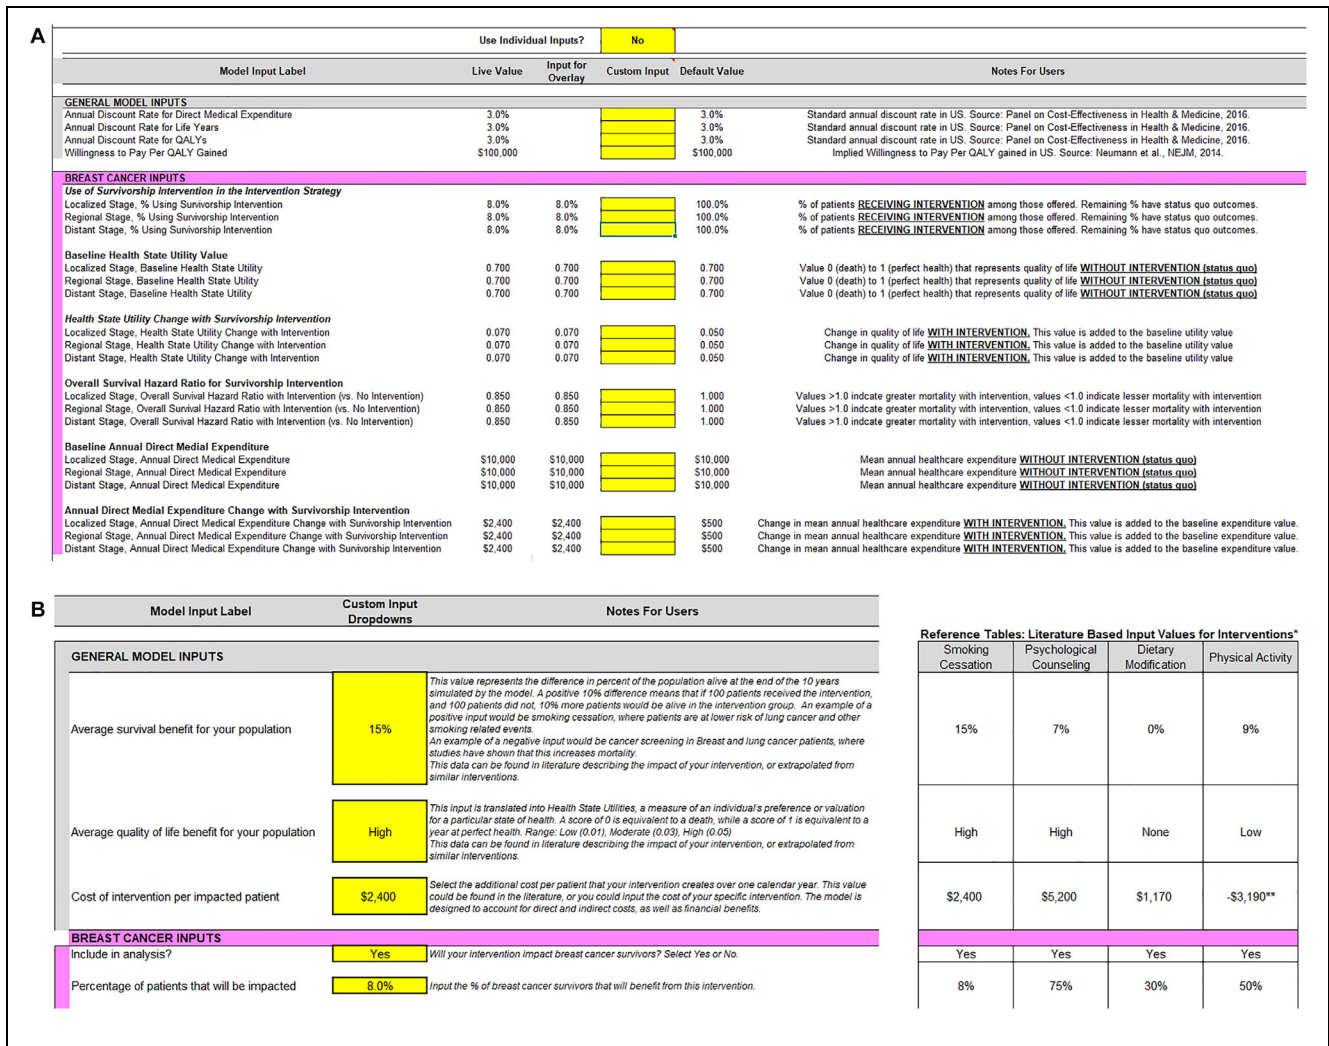 A
Use Individual Inputs? No
Model Input Label Live Value Input for Overlay Custom Input Default Value Notes For Users
GENERAL MODEL INPUTS
Annual Discount Rate for Direct Medical Expenditure 3.0% 3.0% Standard annual discount rate in US. Source: Panel on Cost-Effectiveness in Health & Medicine, 2016.
Annual Discount Rate for Life Years 3.0% 3.0% Standard annual discount rate in US. Source: Panel on Cost-Effectiveness in Health & Medicine, 2016.
Annual Discount Rate for QALYs 3.0% 3.0% Standard annual discount rate in US. Source: Panel on Cost-Effectiveness in Health & Medicine, 2016.
Willingness to Pay Per QALY Gained $100,000 $100,000 Implied Willingness to Pay Per QALY gained in US. Source: Neumann et al., NEJM, 2014.
BREAST CANCER INPUTS
Use of Survivorship Intervention in the Intervention Strategy
Localized Stage, % Using Survivorship Intervention 8.0% 8.0% 100.0% % of patients RECEIVING INTERVENTION among those offered. Remaining % have status quo outcomes.
Regional Stage, % Using Survivorship Intervention 8.0% 8.0% 100.0% % of patients RECEIVING INTERVENTION among those offered. Remaining % have status quo outcomes.
Distant Stage, % Using Survivorship Intervention 8.0% 8.0% 100.0% % of patients RECEIVING INTERVENTION among those offered. Remaining % have status quo outcomes.
Baseline Health State Utility Value
Localized Stage, Baseline Health State Utility 0.700 0.700 0.700 Value 0 (death) to 1 (perfect health) that represents quality of life WITHOUT INTERVENTION (status quo)
Regional Stage, Baseline Health State Utility 0.700 0.700 0.700 Value 0 (death) to 1 (perfect health) that represents quality of life WITHOUT INTERVENTION (status quo)
Distant Stage, Baseline Health State Utility 0.700 0.700 0.700 Value 0 (death) to 1 (perfect health) that represents quality of life WITHOUT INTERVENTION (status quo)
Health State Utility Change with Survivorship Intervention
Localized Stage, Health State Utility Change with Intervention 0.070 0.070 0.050 Change in quality of life WITH INTERVENTION. This value is added to the baseline utility value
Regional Stage, Health State Utility Change with Intervention 0.070 0.070 0.050 Change in quality of life WITH INTERVENTION. This value is added to the baseline utility value
Distant Stage, Health State Utility Change with Intervention 0.070 0.070 0.050 Change in quality of life WITH INTERVENTION. This value is added to the baseline utility value
Overall Survival Hazard Ratio for Survivorship Intervention
Localized Stage, Overall Survival Hazard Ratio with Intervention (vs. No Intervention) 0.850 0.850 1.000 Values >1.0 indcate greater mortality with intervention, values <1.0 indicate lesser mortality with intervention
Regional Stage, Overall Survival Hazard Ratio with Intervention (vs. No Intervention) 0.850 0.850 1.000 Values >1.0 indcate greater mortality with intervention, values <1.0 indicate lesser mortality with intervention
Distant Stage, Overall Survival Hazard Ratio with Intervention (vs. No Intervention) 0.850 0.850 1.000 Values >1.0 indcate greater mortality with intervention, values <1.0 indicate lesser mortality with intervention
Baseline Annual Direct Medial Expenditure
Localized Stage, Annual Direct Medical Expenditure $10,000 $10,000 $10,000 Mean annual healthcare expenditure WITHOUT INTERVENTION (status quo)
Regional Stage, Annual Direct Medical Expenditure $10,000 $10,000 $10,000 Mean annual healthcare expenditure WITHOUT INTERVENTION (status quo)
Distant Stage, Annual Direct Medical Expenditure $10,000 $10,000 $10,000 Mean annual healthcare expenditure WITHOUT INTERVENTION (status quo)
Annual Direct Medial Expenditure Change with Survivorship Intervention
Localized Stage, Annual Direct Medical Expenditure Change with Survivorship Intervention $2,400 $2,400 $500 Change in mean annual healthcare expenditure WITH INTERVENTION. This value is added to the baseline expenditure value.
Regional Stage, Annual Direct Medical Expenditure Change with Survivorship Intervention $2,400 $2,400 $500 Change in mean annual healthcare expenditure WITH INTERVENTION. This value is added to the baseline expenditure value.
Distant Stage, Annual Direct Medical Expenditure Change with Survivorship Intervention $2,400 $2,400 $500 Change in mean annual healthcare expenditure WITH INTERVENTION. This value is added to the baseline expenditure value.
B
Model Input Label Custom Input Dropdowns Notes For Users
GENERAL MODEL INPUTS
Average survival benefit for your population 15%
This value represents the difference in percent of the population alive at the end of the 10 years
simulated by the model. A positive 10% difference means that if 100 patients received the intervention,
and 100 patients did not, 10% more patients would be alive in the intervention group. An example of a
positive input would be smoking cessation, where patients are at lower risk of lung cancer and other
smoking related events.
An example of a negative input would be cancer screening in Breast and lung cancer patients, where
studies have shown that this increases mortality.
This data can be found in literature describing the impact of your intervention, or extrapolated from
similar interventions.
Average quality of life benefit for your population High
This input is translated into Health State Utilities, a measure of an individual's preference or valuation
for a particular state of health. A score of 0 is equivalent to a death, while a score of 1 is equivalent to a
year at perfect health. Range: Low (0.01), Moderate (0.03), High (0.05)
This data can be found in literature describing the impact of your intervention, or extrapolated from
similar interventions.
Cost of intervention per impacted patient $2,400
Select the additional cost per patient that your intervention creates over one calendar year. This value
could be found in the literature, or you could input the cost of your specific intervention. The model is
designed to account for direct and indirect costs, as well as financial benefits.
BREAST CANCER INPUTS
Include in analysis? Yes Will your intervention impact breast cancer survivors? Select Yes or No.
Percentage of patients that will be impacted 8.0% Input the % of breast cancer survivors that will benefit from this intervention.
Reference Tables: Literature Based Input Values for Interventions*
Smoking Cessation Psychological Counseling Dietary Modification Physical Activity
15% 7% 0% 9%
High High None Low
$2,400 $5,200 $1,170 -$3,190**
Yes Yes Yes Yes
8% 75% 30% 50%